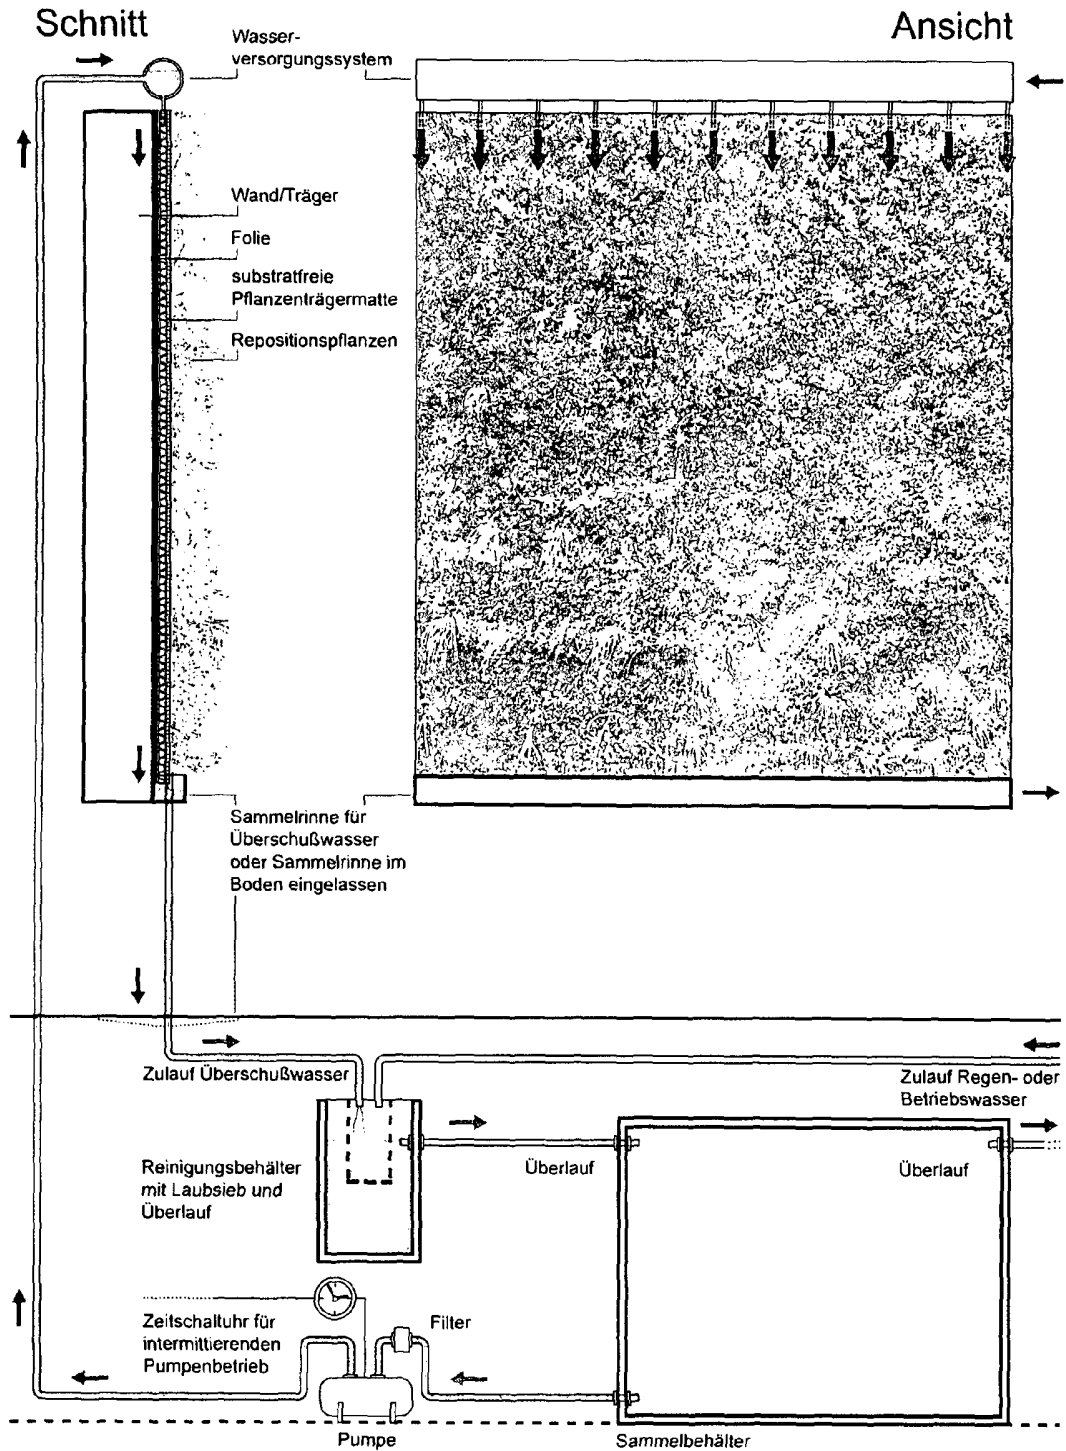 Schnitt
Ansicht
Wasser-
versorgungssystem
Wand/Träger
Folie
substratfreie
Pflanzenträgermatte
Repositionspflanzen
Sammelrinne für
Überschußwasser
oder Sammelrinne im
Boden eingelassen
Zulauf Überschußwasser
Zulauf Regen- oder
Betriebswasser
Reinigungsbehälter
mit Laubsieb und
Überlauf
Überlauf
Überlauf
Zeitschaltuhr für
intermittierenden
Pumpenbetrieb
Filter
Pumpe
Sammelbehälter